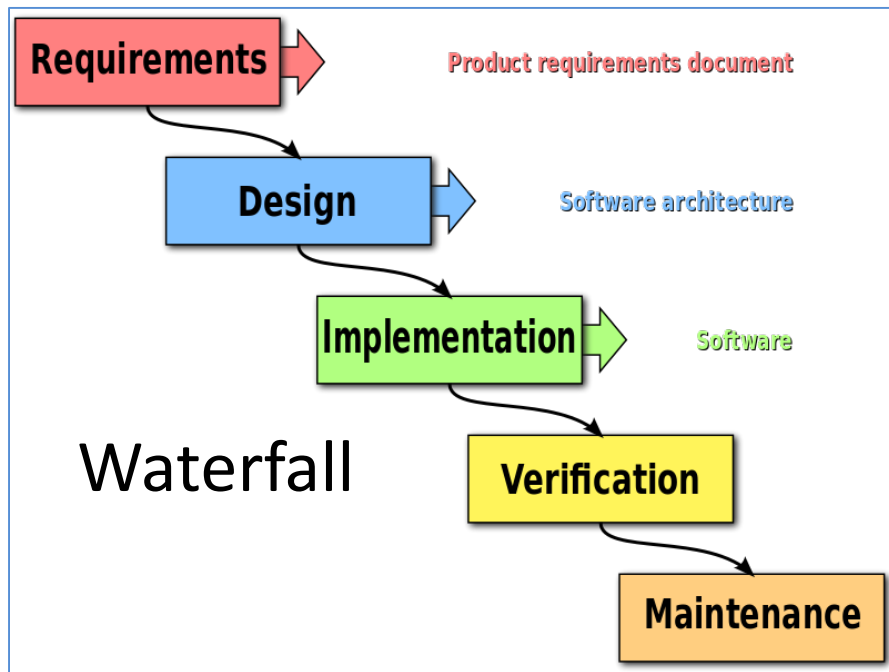 Requirements
Product requirements document
Design
Software architecture
Implementation
Software
Waterfall
Verification
Maintenance